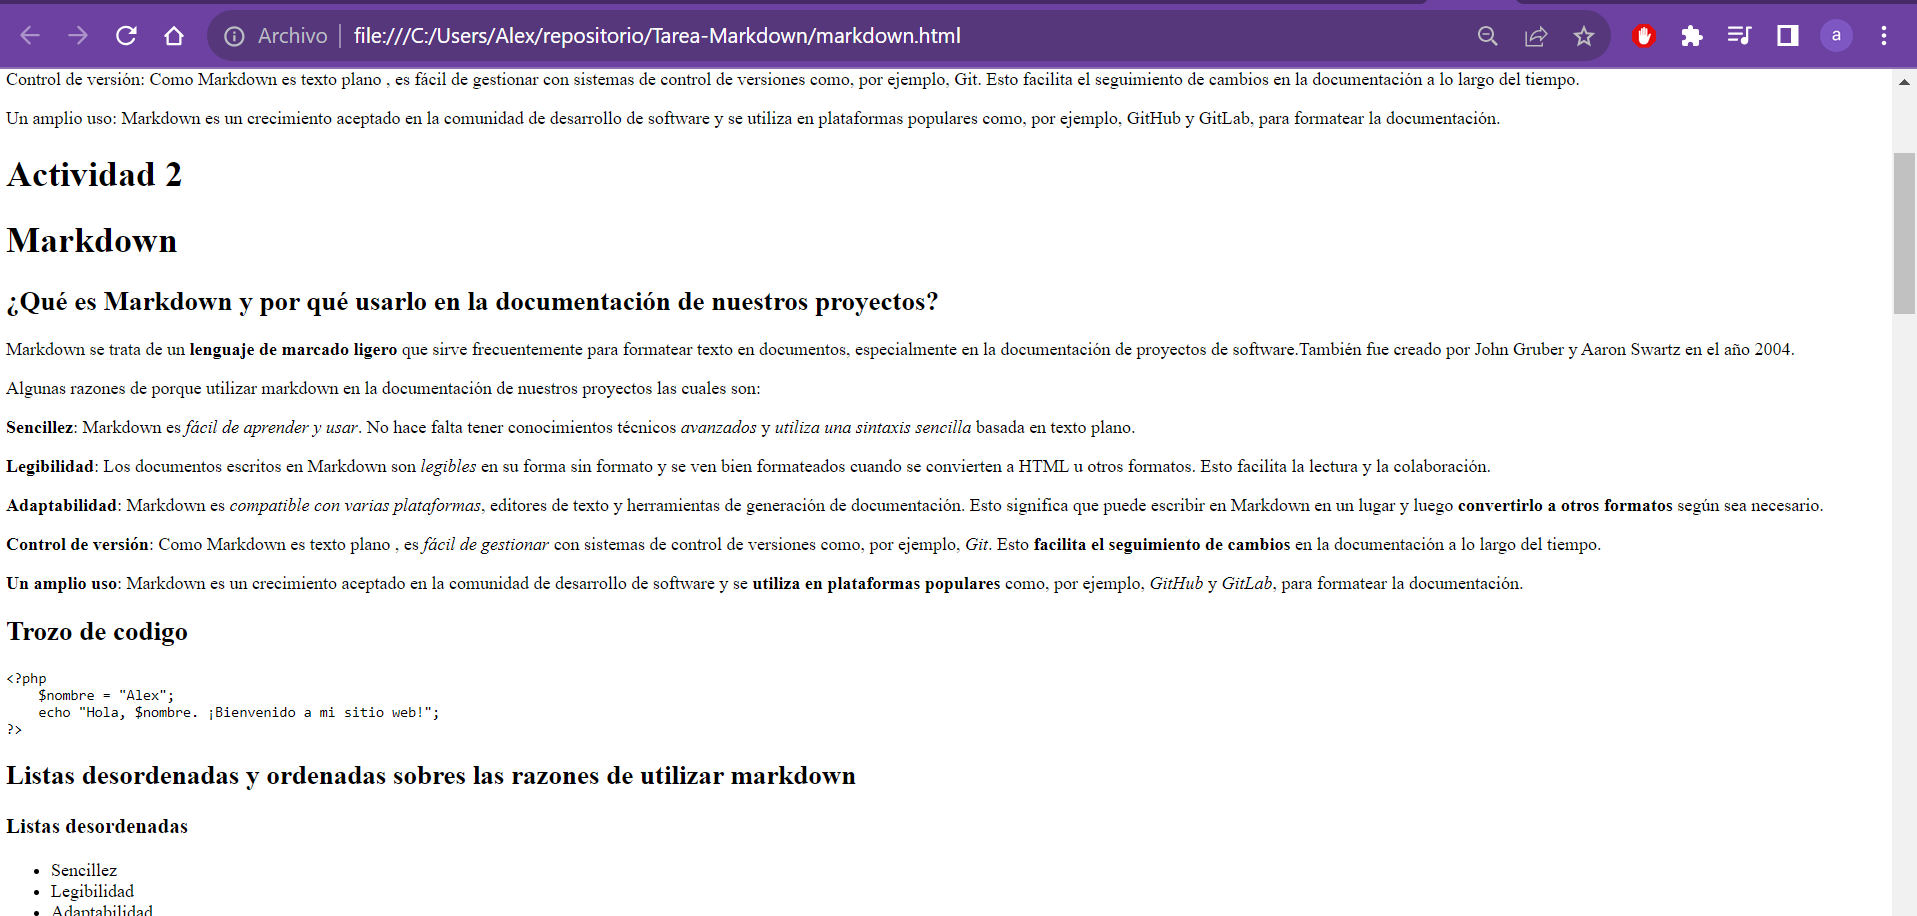 Archivo file:///C:/Users/Alex/repositorio/Tarea-Markdown/markdown.html
a
Control de versión: Como Markdown es texto plano , es fácil de gestionar con sistemas de control de versiones como, por ejemplo, Git. Esto facilita el seguimiento de cambios en la documentación a lo largo del tiempo.
Un amplio uso: Markdown es un crecimiento aceptado en la comunidad de desarrollo de software y se utiliza en plataformas populares como, por ejemplo, GitHub y GitLab, para formatear la documentación.
Actividad 2
Markdown
¿Qué es Markdown y por qué usarlo en la documentación de nuestros proyectos?
Markdown se trata de un lenguaje de marcado ligero que sirve frecuentemente para formatear texto en documentos, especialmente en la documentación de proyectos de software.También fue creado por John Gruber y Aaron Swartz en el año 2004.
Algunas razones de porque utilizar markdown en la documentación de nuestros proyectos las cuales son:
Sencillez: Markdown es fácil de aprender y usar. No hace falta tener conocimientos técnicos avanzados y utiliza una sintaxis sencilla basada en texto plano.
Legibilidad: Los documentos escritos en Markdown son legibles en su forma sin formato y se ven bien formateados cuando se convierten a HTML u otros formatos. Esto facilita la lectura y la colaboración.
Adaptabilidad: Markdown es compatible con varias plataformas, editores de texto y herramientas de generación de documentación. Esto significa que puede escribir en Markdown en un lugar y luego convertirlo a otros formatos según sea necesario.
Control de versión: Como Markdown es texto plano , es fácil de gestionar con sistemas de control de versiones como, por ejemplo, Git. Esto facilita el seguimiento de cambios en la documentación a lo largo del tiempo.
Un amplio uso: Markdown es un crecimiento aceptado en la comunidad de desarrollo de software y se utiliza en plataformas populares como, por ejemplo, GitHub y GitLab, para formatear la documentación.
Trozo de codigo
<?php
    $nombre = "Alex";
    echo "Hola, $nombre. ¡Bienvenido a mi sitio web!";
?>
Listas desordenadas y ordenadas sobres las razones de utilizar markdown
Listas desordenadas
• Sencillez
• Legibilidad
• Adaptabilidad